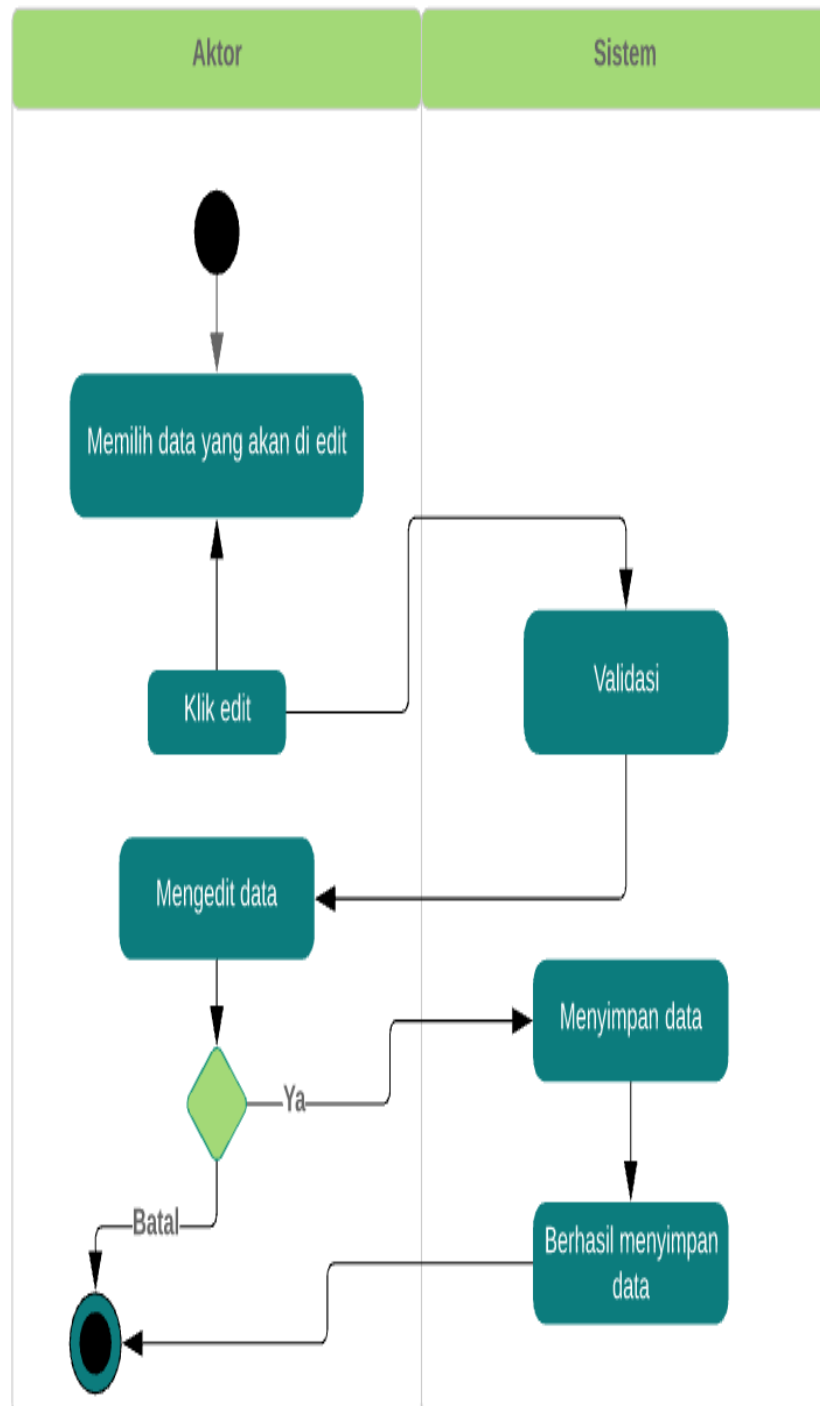 Aktor
Sistem
Memilih data yang akan di edit
Klik edit
Validasi
Mengedit data
Menyimpan data
Ya
Batal
Berhasil menyimpan
data